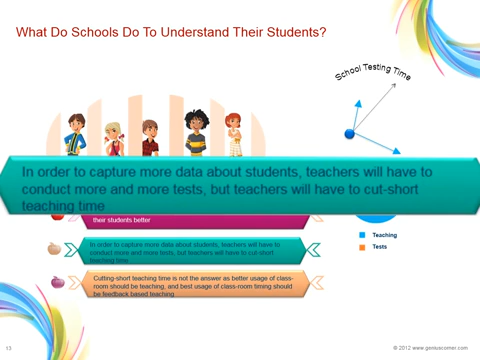 What Do Schools Do To Understand Their Students?
School Testing Time
In order to capture more data about students, teachers will have to
conduct more and more tests, but teachers will have to cut-short
teaching time
their students better
In order to capture more data about students, teachers will have to
conduct more and more tests, but teachers will have to cut-short
teaching time
Cutting-short teaching time is not the answer as better usage of class-
room should be teaching, and best usage of class-room timing should
be feedback based teaching
Teaching
Tests
13
© 2012 www.geniuscorner.com